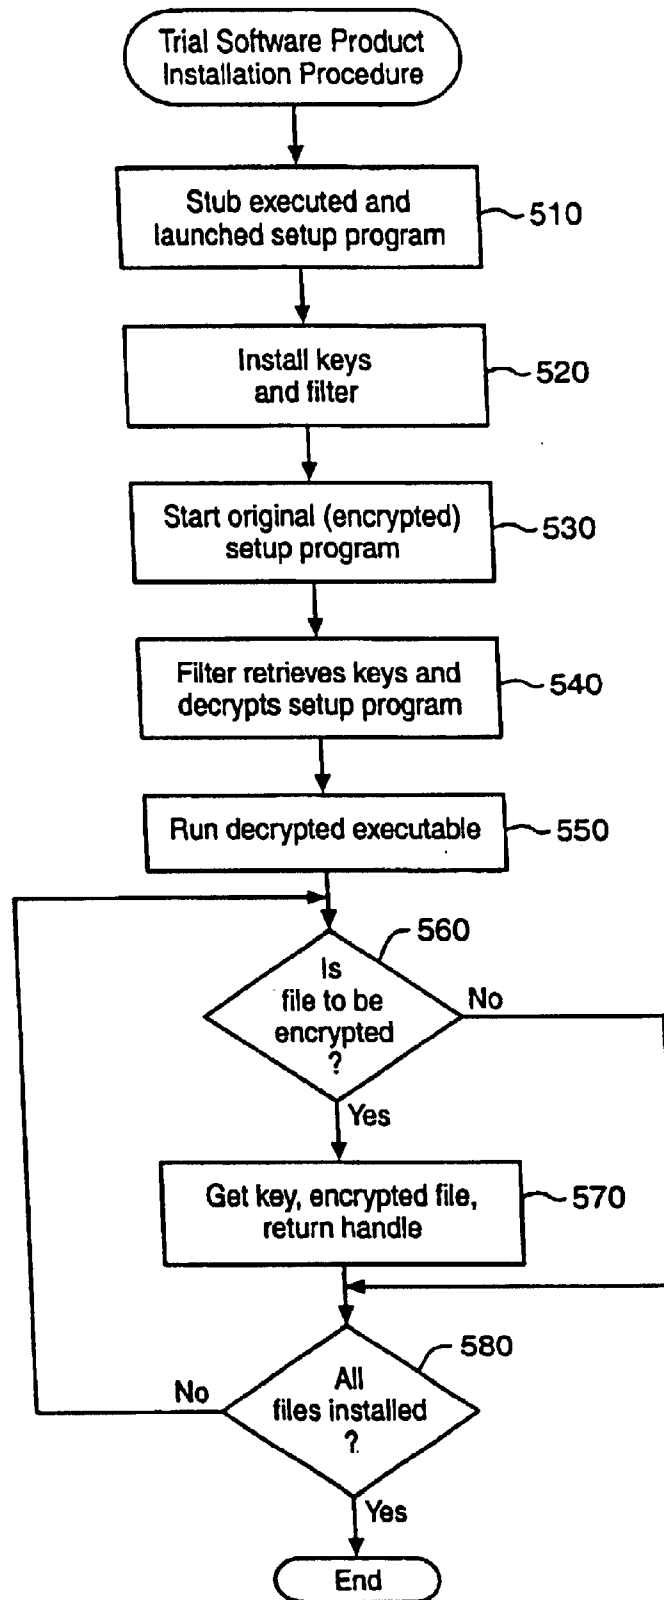 Trial Software Product
Installation Procedure
Stub executed and
launched setup program
510
Install keys
and filter
520
Start original (encrypted)
setup program
530
Filter retrieves keys and
decrypts setup program
540
Run decrypted executable
550
560
Is
file to be
encrypted
?
No
Yes
Get key, encrypted file,
return handle
570
580
All
files installed
?
No
Yes
End